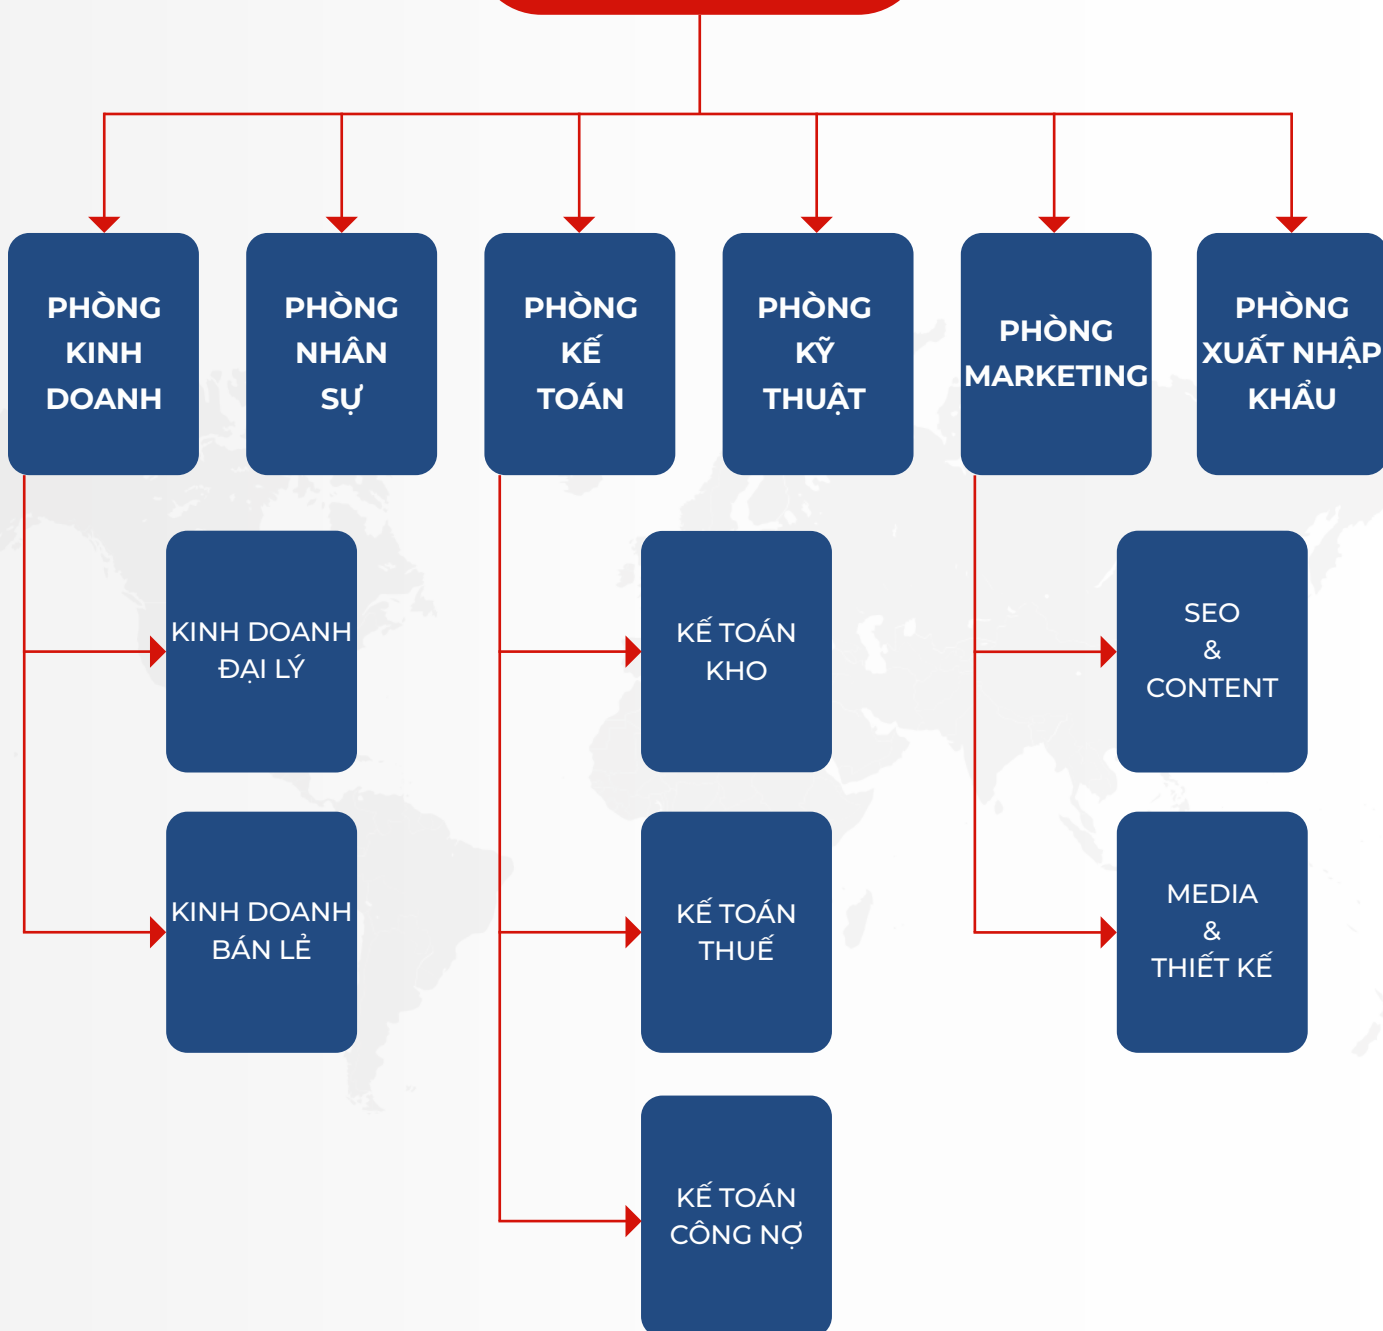 PHÒNG
KINH
DOANH
PHÒNG
NHÂN
SỰ
PHÒNG
KẾ
TOÁN
PHÒNG
KỸ
THUẬT
PHÒNG
MARKETING
PHÒNG
XUẤT NHẬP
KHẨU
KINH DOANH
ĐẠI LÝ
KINH DOANH
BÁN LẺ
KẾ TOÁN
KHO
KẾ TOÁN
THUẾ
KẾ TOÁN
CÔNG NỢ
SEO
&
CONTENT
MEDIA
&
THIẾT KẾ